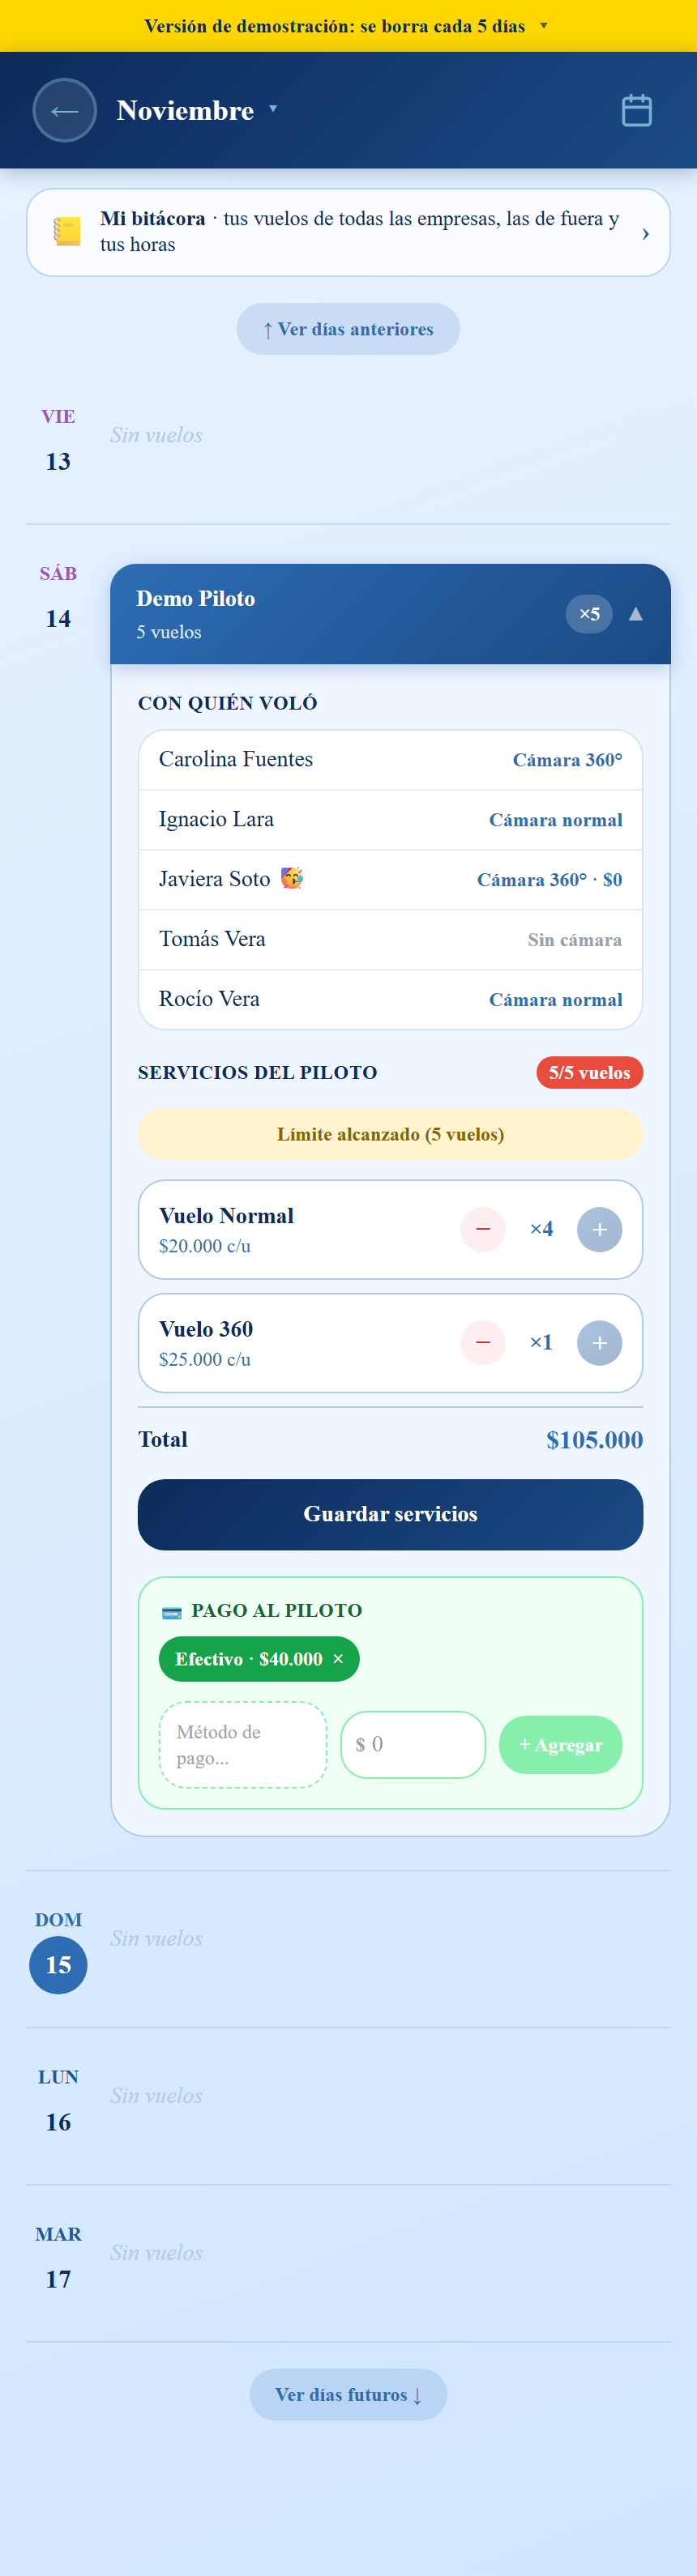 Versión de demostración: se borra cada 5 días ▼
← Noviembre ▼
Mi bitácora · tus vuelos de todas las empresas, las de fuera y
tus horas ›
↑ Ver días anteriores
VIE
13
Sin vuelos
SÁB
14
Demo Piloto
5 vuelos
×5 ▲
CON QUIÉN VOLÓ
Carolina Fuentes Cámara 360°
Ignacio Lara Cámara normal
Javiera Soto 🥳 Cámara 360° · $0
Tomás Vera Sin cámara
Rocío Vera Cámara normal
SERVICIOS DEL PILOTO 5/5 vuelos
Límite alcanzado (5 vuelos)
Vuelo Normal
$20.000 c/u
− ×4 +
Vuelo 360
$25.000 c/u
− ×1 +
Total $105.000
Guardar servicios
💳 PAGO AL PILOTO
Efectivo · $40.000 ×
Método de
pago...
$ 0
+ Agregar
DOM
15
Sin vuelos
LUN
16
Sin vuelos
MAR
17
Sin vuelos
Ver días futuros ↓